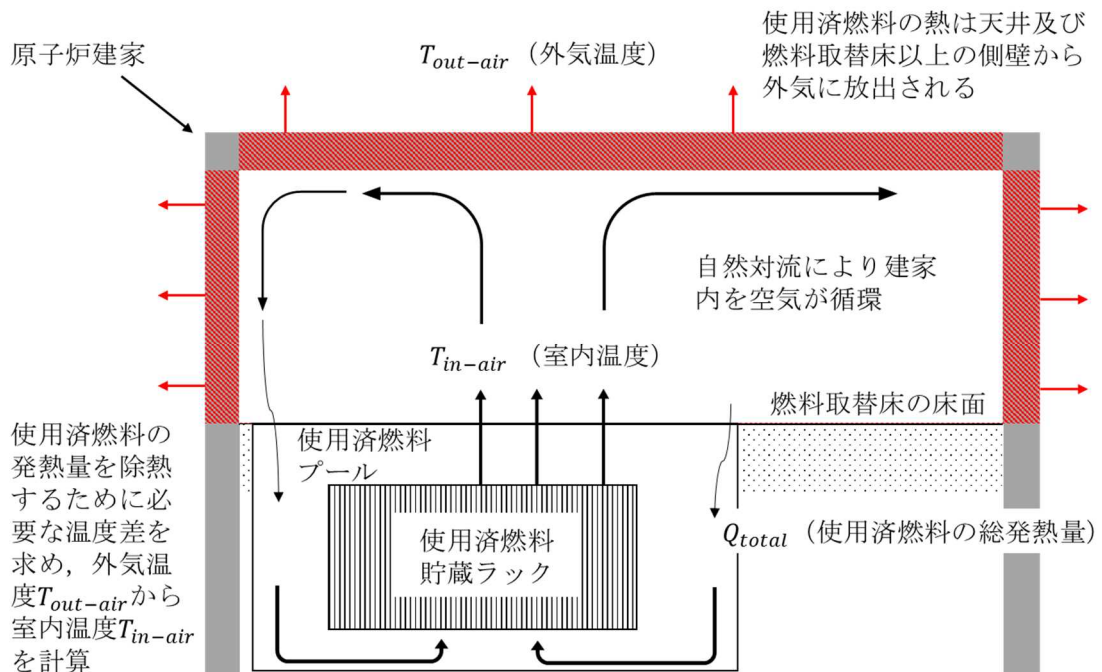 原子炉建家
T_{out-air}（外気温度）
使用済燃料の熱は天井及び
燃料取替床以上の側壁から
外気に放出される
自然対流により建家
内を空気が循環
T_{in-air}（室内温度）
燃料取替床の床面
使用済燃料
プール
使用済燃料
貯蔵ラック
Q_{total}（使用済燃料の総発熱量）
使用済燃料の
発熱量を除熱
するために必
要な温度差を
求め，外気温
度T_{out-air}から
室内温度T_{in-air}
を計算